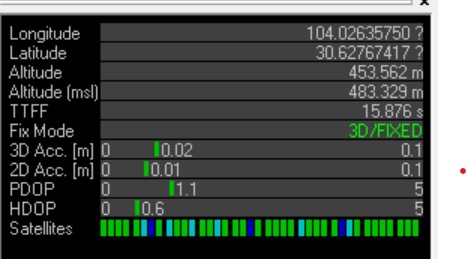 Longitude 104.02635750 ?
Latitude 30.62767417 ?
Altitude 453.562 m
Altitude (msl) 483.329 m
TTFF 15.876 s
Fix Mode 3D/FIXED
3D Acc. [m] 0 0.02 0.1
2D Acc. [m] 0 0.01 0.1
PDOP 0 1.1 5
HDOP 0 0.6 5
Satellites